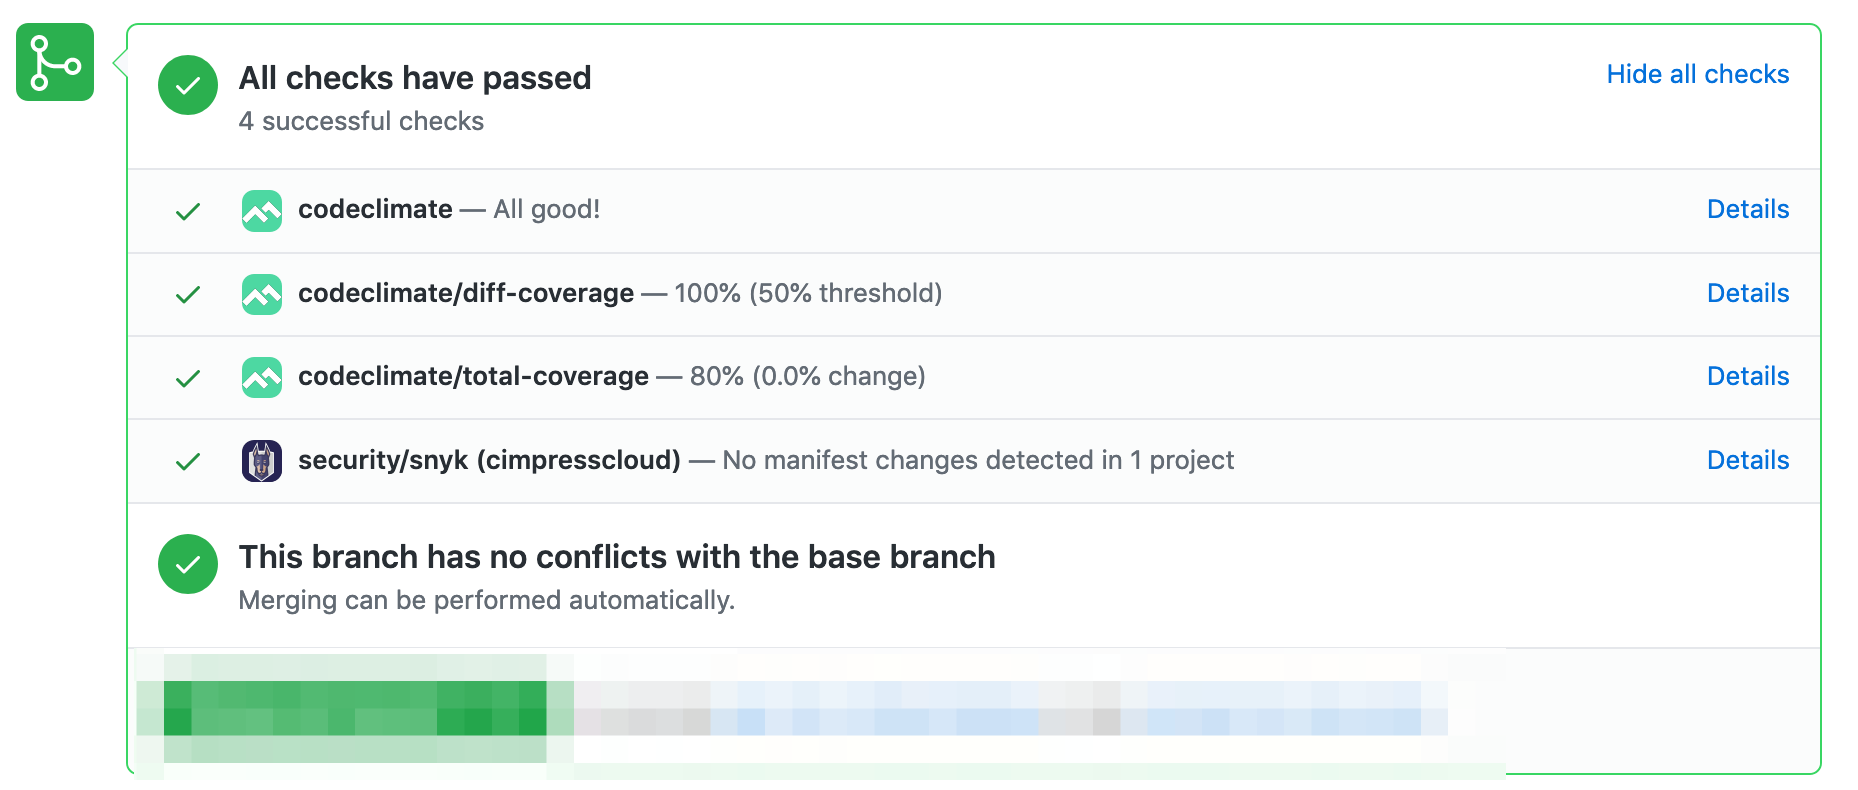 All checks have passed
Hide all checks
4 successful checks
codeclimate — All good!
Details
codeclimate/diff-coverage — 100% (50% threshold)
Details
codeclimate/total-coverage — 80% (0.0% change)
Details
security/snyk (cimpresscloud) — No manifest changes detected in 1 project
Details
This branch has no conflicts with the base branch
Merging can be performed automatically.